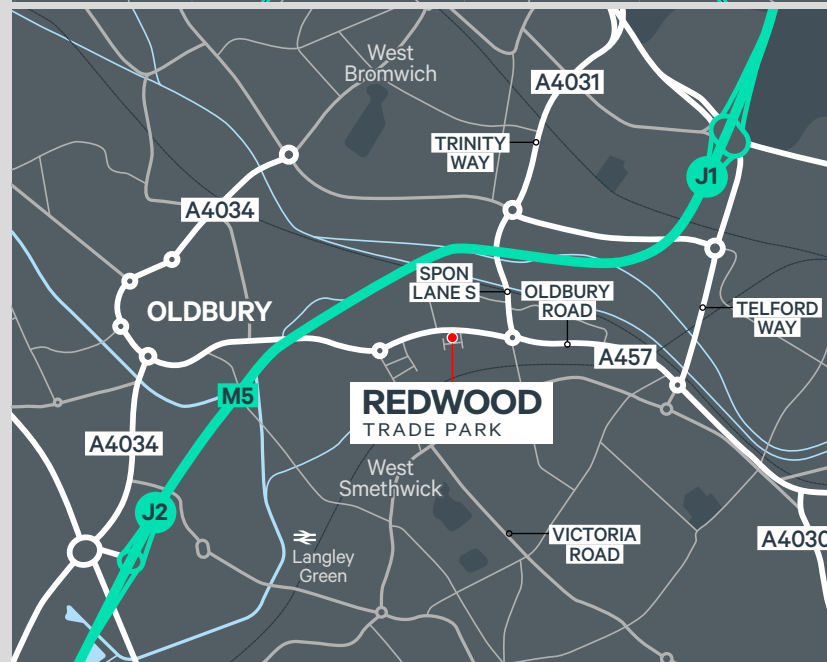 West
Bromwich
A4031
TRINITY
WAY
J1
A4034
SPON
LANE S
OLDBURY
ROAD
OLDBURY
TELFORD
WAY
A457
M5
REDWOOD
TRADE PARK
A4034
West
Smethwick
J2
VICTORIA
ROAD
A4030
Langley
Green